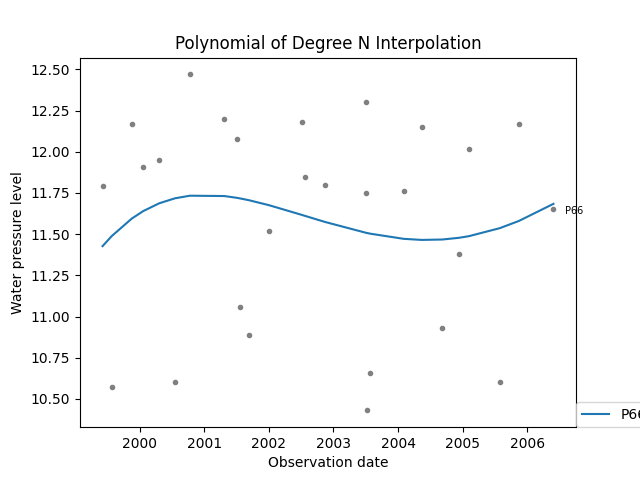 Polynomial of Degree N Interpolation
12.50
12.25
12.00
11.75
11.50
11.25
11.00
10.75
10.50
Water pressure level
P66
P66
2000 2001 2002 2003 2004 2005 2006
Observation date